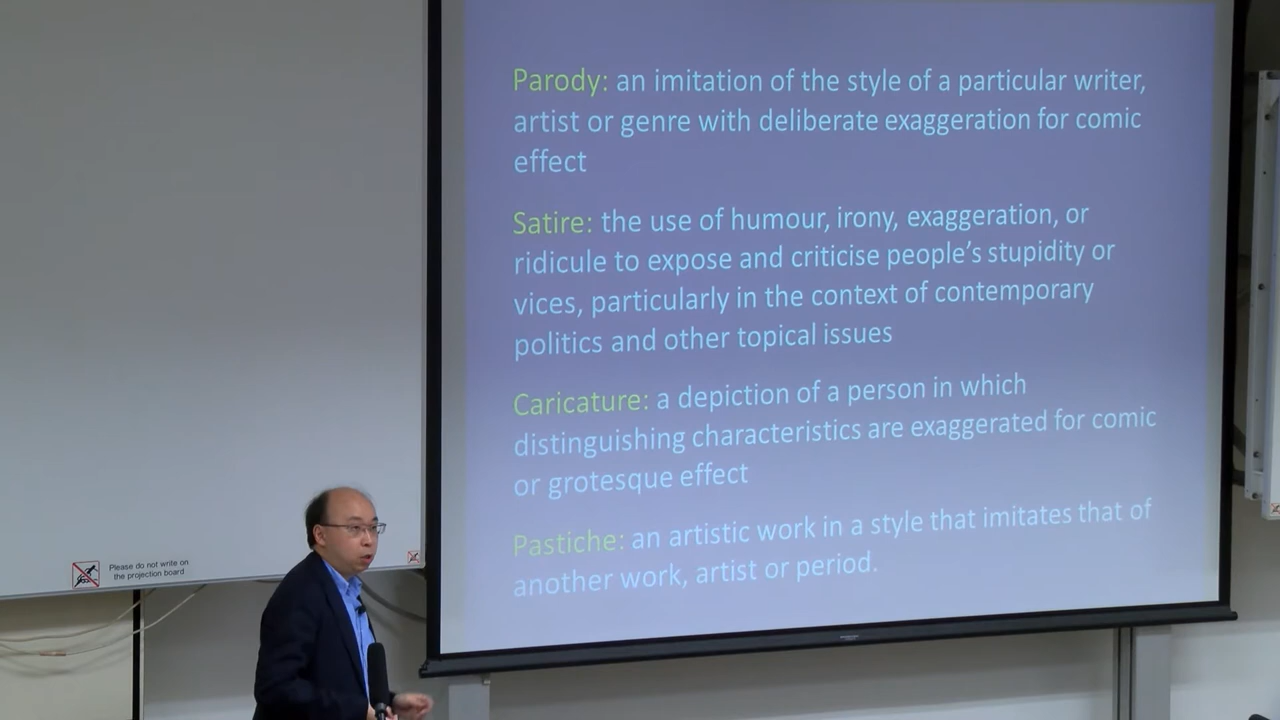 Parody: an imitation of the style of a particular writer,
artist or genre with deliberate exaggeration for comic
effect
Satire: the use of humour, irony, exaggeration, or
ridicule to expose and criticise people’s stupidity or
vices, particularly in the context of contemporary
politics and other topical issues
Caricature: a depiction of a person in which
distinguishing characteristics are exaggerated for comic
or grotesque effect
Pastiche: an artistic work in a style that imitates that of
another work, artist or period.
Please do not write on
the projection board